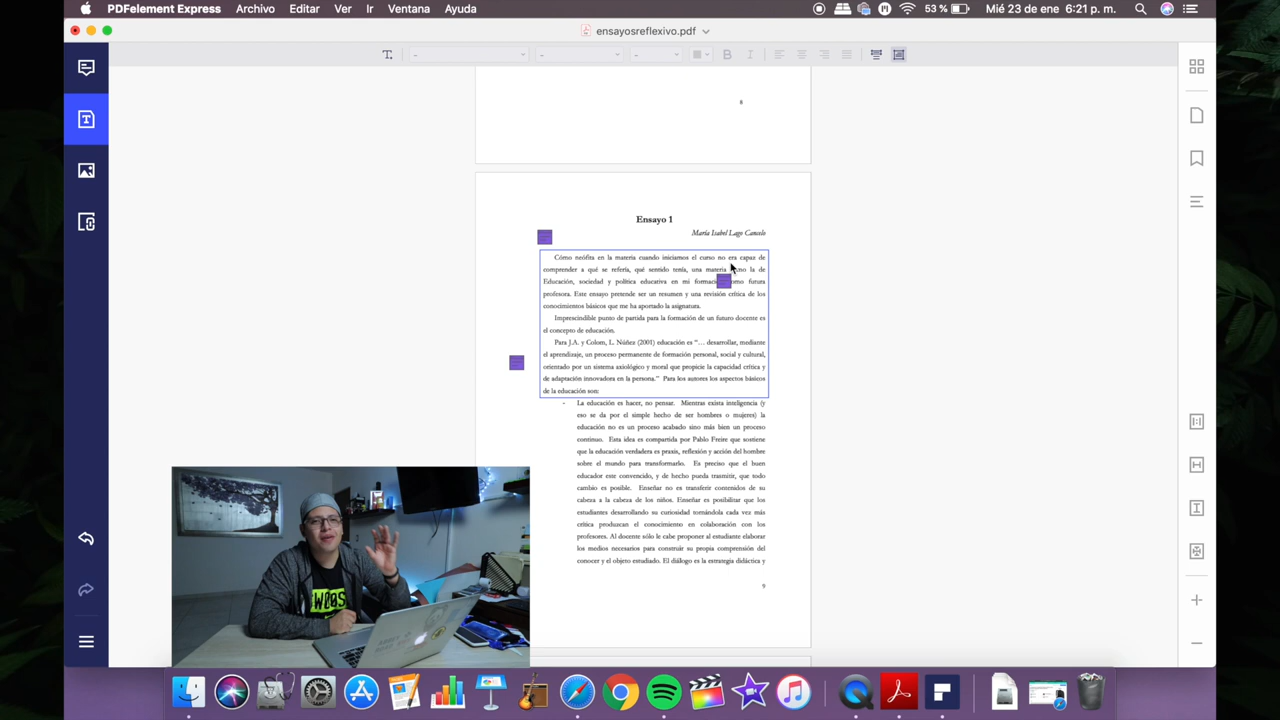 PDFelement Express Archivo Editar Ver Ir Ventana Ayuda 53 % Mié 23 de ene 6:21 p. m.
ensayosreflexivo.pdf
8
Ensayo 1
María Isabel Lago Cancelo
Cómo neófita en la materia cuando iniciamos el curso no era capaz de
comprender a qué se refería, qué sentido tenía, una materia como la de
Educación, sociedad y política educativa en mi como futura
profesora. Este ensayo pretende ser un resumen y una revisión crítica de los
conocimientos básicos que me ha aportado la asignatura.
Imprescindible punto de partida para la formación de un futuro docente es
el concepto de educación.
Para J.A. y Colom, L. Núñez (2001) educación es “… desarrollar, mediante
el aprendizaje, un proceso permanente de formación personal, social y cultural,
orientado por un sistema axiológico y moral que propicie la capacidad crítica y
de adaptación innovadora en la persona.” Para los autores los aspectos básicos
de la educación son:
- La educación es hacer, no pensar. Mientras exista inteligencia (y
eso se da por el simple hecho de ser hombres o mujeres) la
educación no es un proceso acabado sino más bien un proceso
continuo. Esta idea es compartida por Pablo Freire que sostiene
que la educación verdadera es praxis, reflexión y acción del hombre
sobre el mundo para transformarlo. Es preciso que el buen
educador este convencido, y de hecho pueda trasmitir, que todo
cambio es posible. Enseñar no es transferir contenidos de su
cabeza a la cabeza de los niños. Enseñar es posibilitar que los
estudiantes desarrollando su curiosidad tornándola cada vez más
crítica produzcan el conocimiento en colaboración con los
profesores. Al docente sólo le cabe proponer al estudiante elaborar
los medios necesarios para construir su propia comprensión del
conocer y el objeto estudiado. El diálogo es la estrategia didáctica y
9